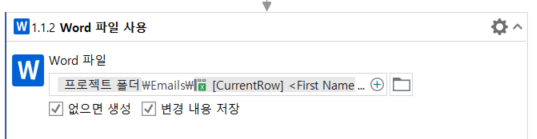 W 1.1.2 Word 파일 사용
W Word 파일
프로젝트 폴더￦Emails￦ [CurrentRow] <First Name ...
없으면 생성 변경 내용 저장